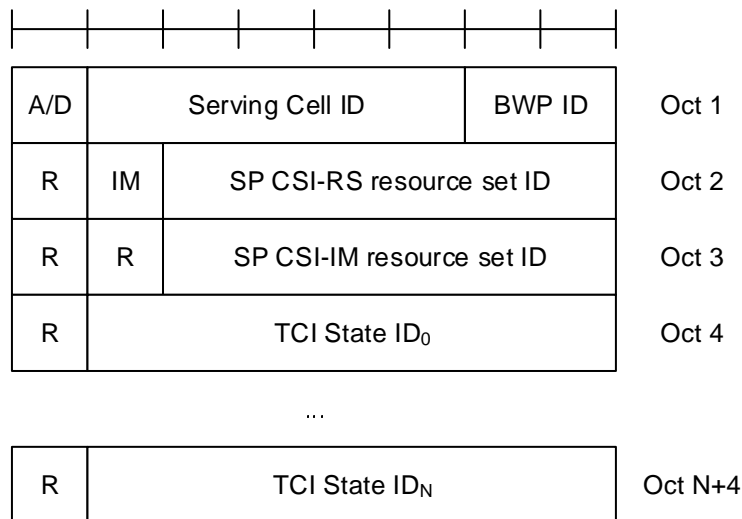 A/D Serving Cell ID BWP ID Oct 1
R IM SP CSI-RS resource set ID Oct 2
R R SP CSI-IM resource set ID Oct 3
R TCI State ID₀ Oct 4
...
R TCI State IDN Oct N+4